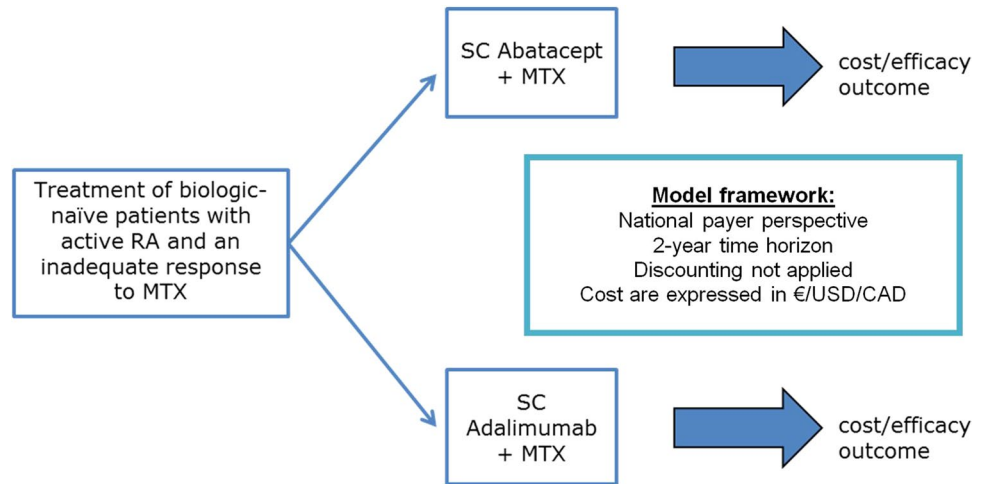 SC Abatacept
+ MTX
cost/efficacy
outcome
Treatment of biologic-
naïve patients with
active RA and an
inadequate response
to MTX
Model framework:
National payer perspective
2-year time horizon
Discounting not applied
Cost are expressed in €/USD/CAD
SC
Adalimumab
+ MTX
cost/efficacy
outcome